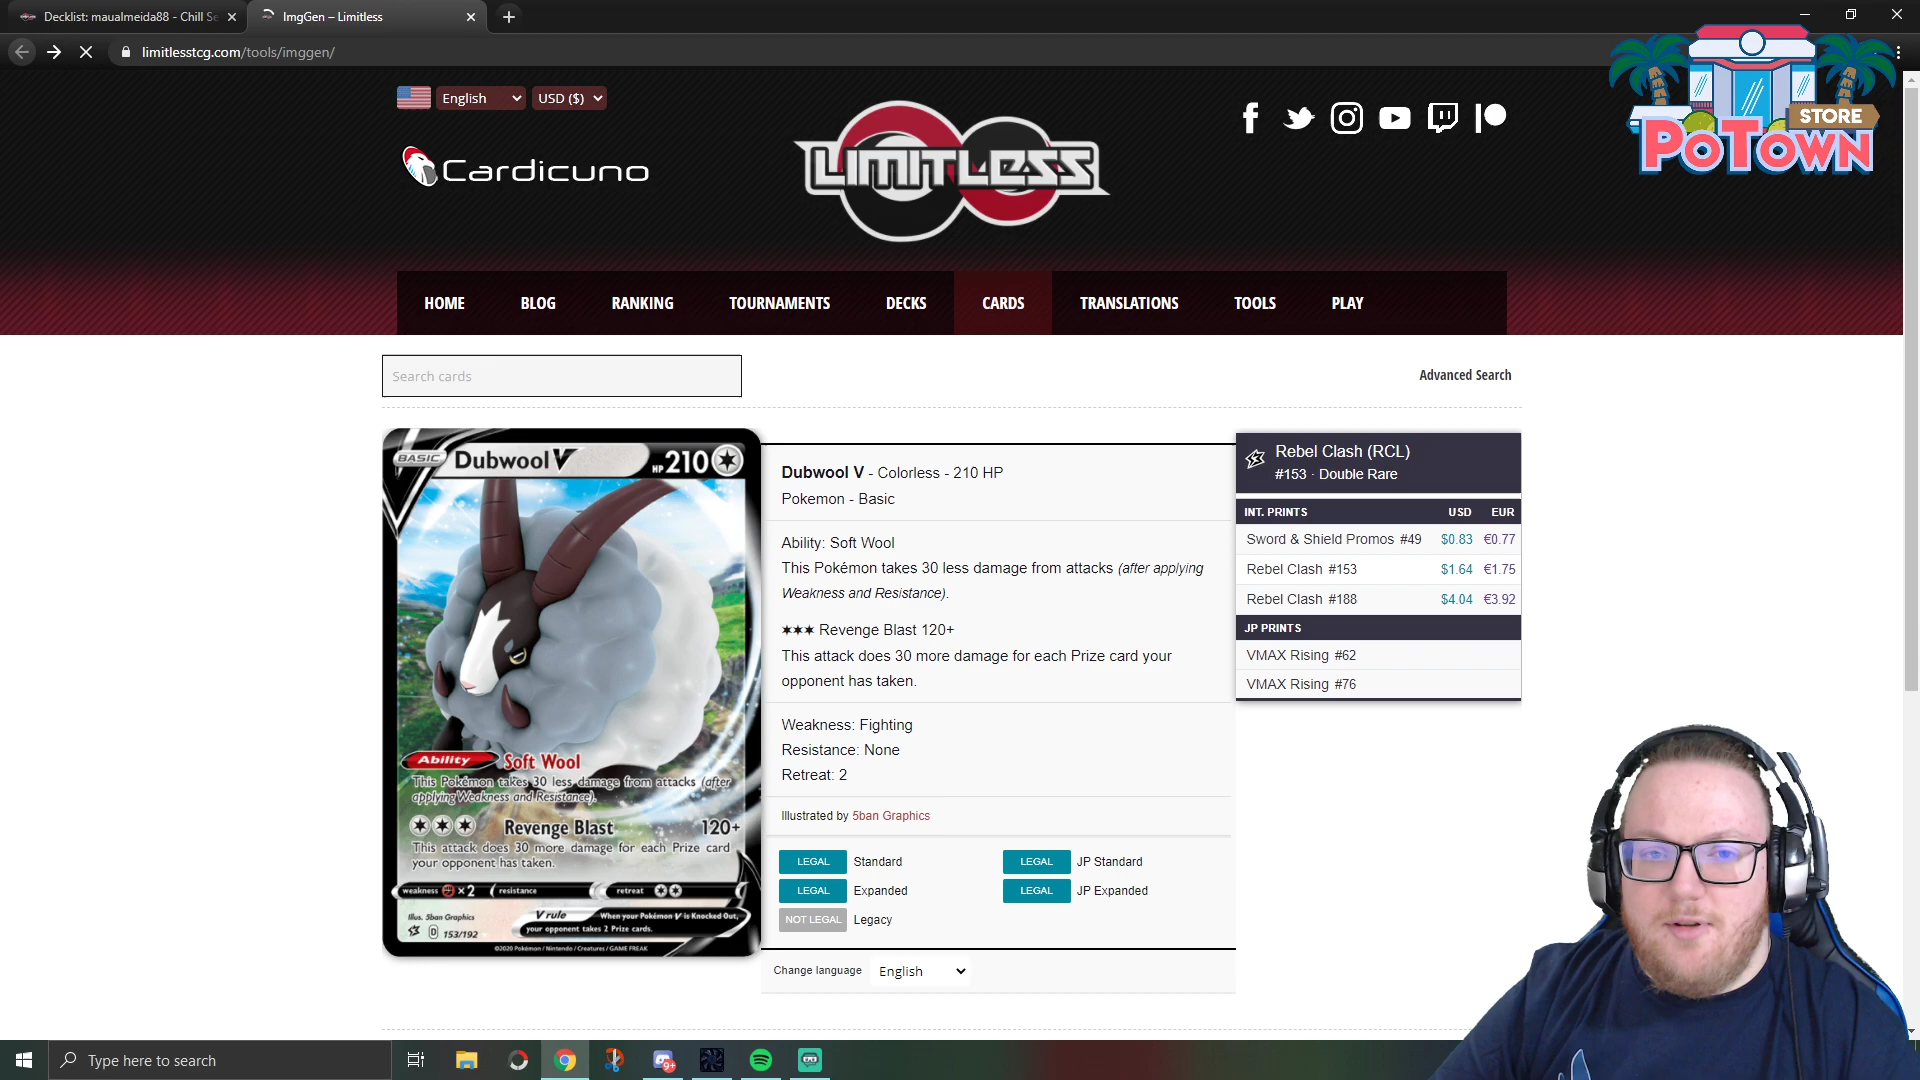 Decklist: maualmeida88 - Chill Se
ImgGen – Limitless
limitlesstcg.com/tools/imggen/
English
USD ($)
Cardicuno
LIMITLESS
STORE
POTOWN
HOME
BLOG
RANKING
TOURNAMENTS
DECKS
CARDS
TRANSLATIONS
TOOLS
PLAY
Search cards
Advanced Search
BASIC
Dubwool V
HP 210
Ability
Soft Wool
This Pokémon takes 30 less damage from attacks (after
applying Weakness and Resistance).
Revenge Blast
120+
This attack does 30 more damage for each Prize card
your opponent has taken.
weakness
×2
resistance
retreat
Illus. 5ban Graphics
D 153/192
V rule
When your Pokémon V is Knocked Out,
your opponent takes 2 Prize cards.
©2020 Pokémon / Nintendo / Creatures / GAME FREAK
Dubwool V - Colorless - 210 HP
Pokemon - Basic
Ability: Soft Wool
This Pokémon takes 30 less damage from attacks (after applying
Weakness and Resistance).
✶✶✶ Revenge Blast 120+
This attack does 30 more damage for each Prize card your
opponent has taken.
Weakness: Fighting
Resistance: None
Retreat: 2
Illustrated by 5ban Graphics
LEGAL Standard
LEGAL JP Standard
LEGAL Expanded
LEGAL JP Expanded
NOT LEGAL Legacy
Change language
English
Rebel Clash (RCL)
#153 · Double Rare
INT. PRINTS USD EUR
Sword & Shield Promos #49 $0.83 €0.77
Rebel Clash #153 $1.64 €1.75
Rebel Clash #188 $4.04 €3.92
JP PRINTS
VMAX Rising #62
VMAX Rising #76
Type here to search
9+